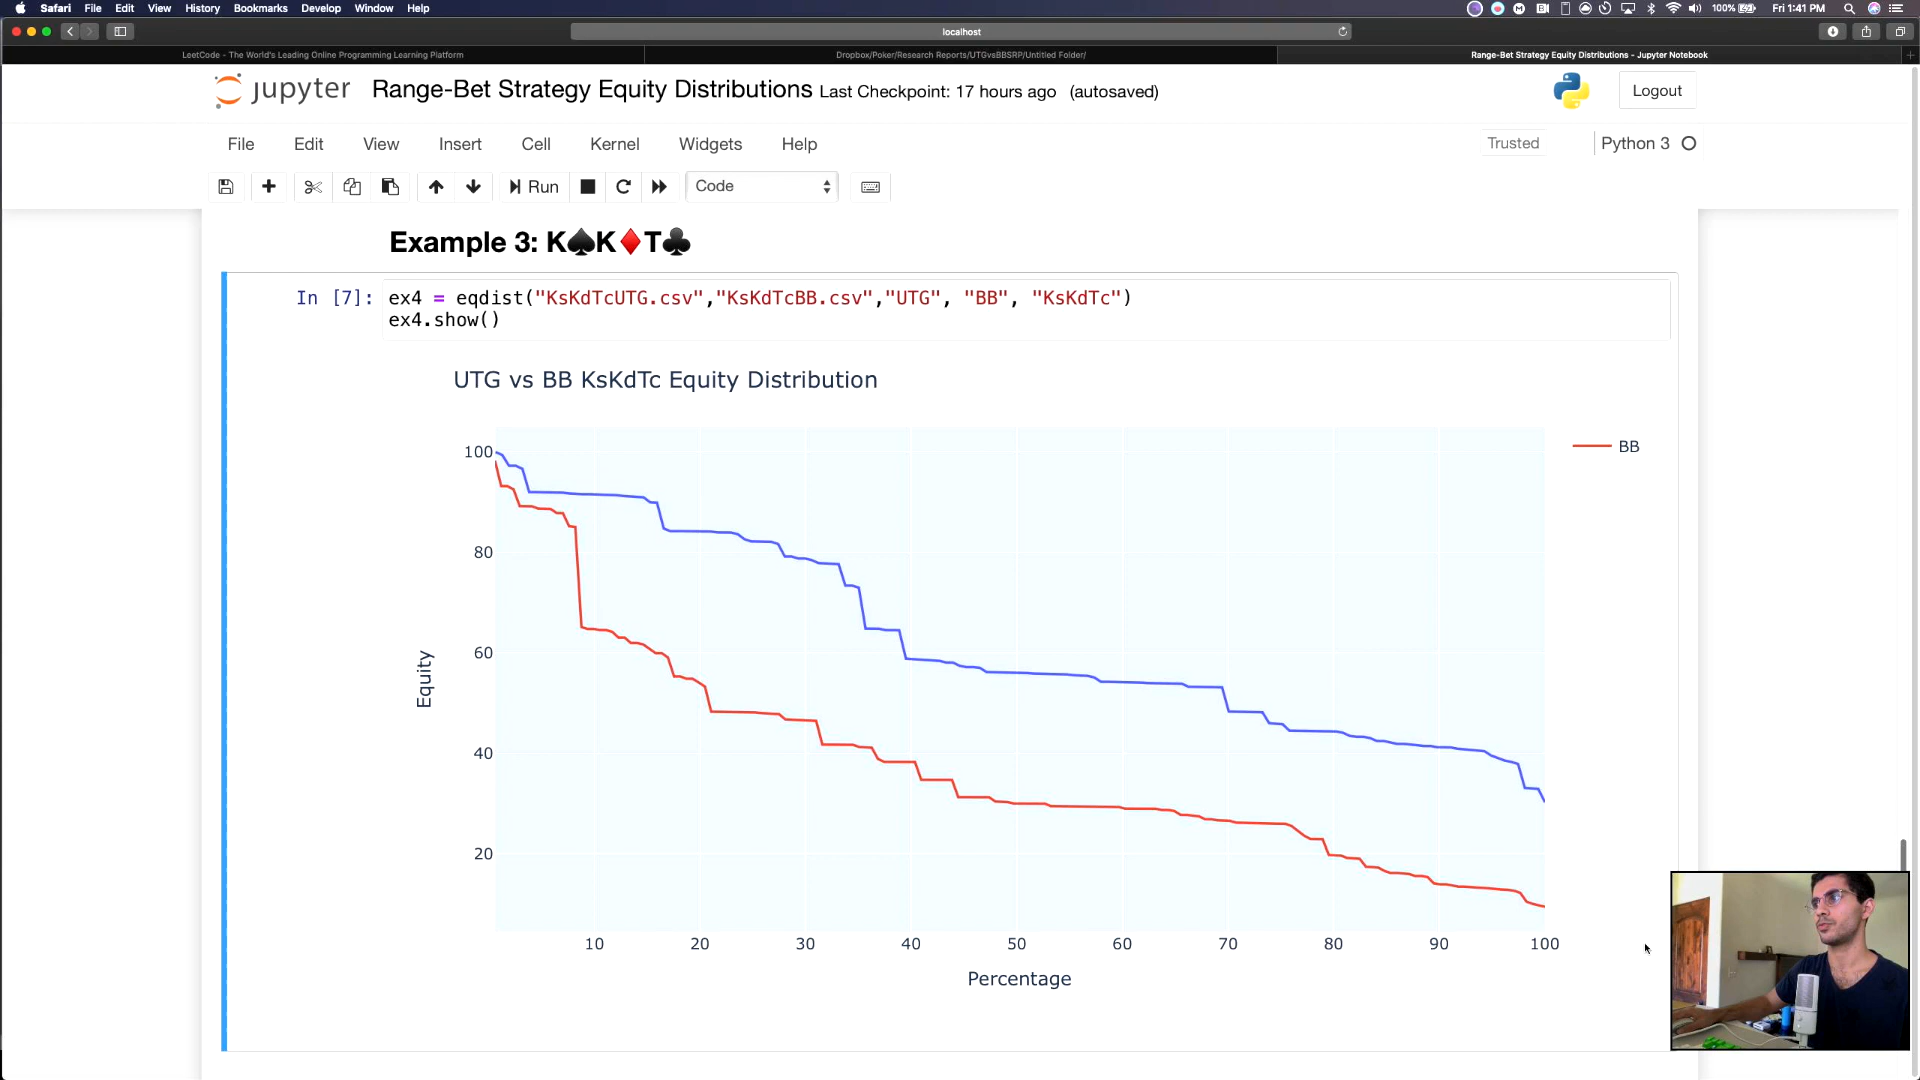 Safari File Edit View History Bookmarks Develop Window Help 100% Fri 1:41 PM
localhost
LeetCode - The World's Leading Online Programming Learning Platform
Dropbox/Poker/Research Reports/UTGvsBBSRP/Untitled Folder/
Range-Bet Strategy Equity Distributions - Jupyter Notebook
jupyter Range-Bet Strategy Equity Distributions Last Checkpoint: 17 hours ago (autosaved)
Logout
File Edit View Insert Cell Kernel Widgets Help
Trusted
Python 3
Run
Code
Example 3: K♠K♦T♣
In [7]: ex4 = eqdist("KsKdTcUTG.csv","KsKdTcBB.csv","UTG", "BB", "KsKdTc")
ex4.show()
UTG vs BB KsKdTc Equity Distribution
BB
100
80
60
40
20
Equity
10 20 30 40 50 60 70 80 90 100
Percentage